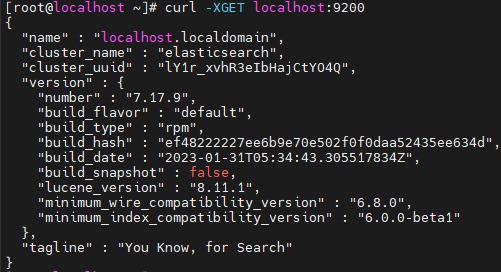 [root@localhost ~]# curl -XGET localhost:9200
{
  "name" : "localhost.localdomain",
  "cluster_name" : "elasticsearch",
  "cluster_uuid" : "lY1r_xvhR3eIbHajCtYO4Q",
  "version" : {
    "number" : "7.17.9",
    "build_flavor" : "default",
    "build_type" : "rpm",
    "build_hash" : "ef48222227ee6b9e70e502f0f0daa52435ee634d",
    "build_date" : "2023-01-31T05:34:43.305517834Z",
    "build_snapshot" : false,
    "lucene_version" : "8.11.1",
    "minimum_wire_compatibility_version" : "6.8.0",
    "minimum_index_compatibility_version" : "6.0.0-beta1"
  },
  "tagline" : "You Know, for Search"
}